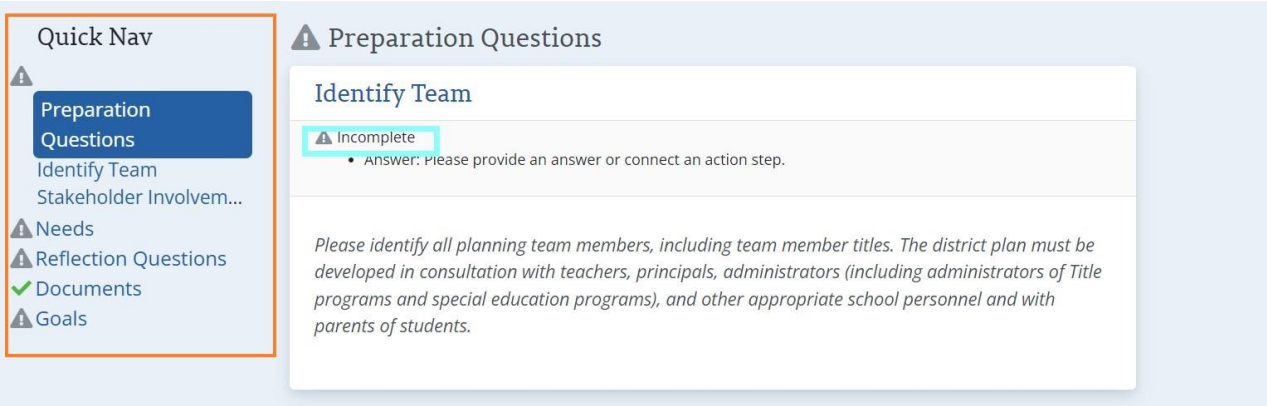 Quick Nav
Preparation
Questions
Identify Team
Stakeholder Involvem...
Needs
Reflection Questions
Documents
Goals
Preparation Questions
Identify Team
Incomplete
• Answer: Please provide an answer or connect an action step.
Please identify all planning team members, including team member titles. The district plan must be
developed in consultation with teachers, principals, administrators (including administrators of Title
programs and special education programs), and other appropriate school personnel and with
parents of students.